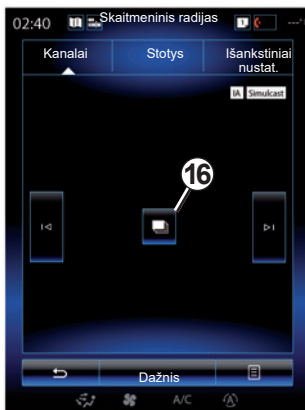 02:40 Skaitmeninis radijas
Kanalai Stotys Išankstiniai nustat.
IA Simulcast
16
Dažnis
A/C